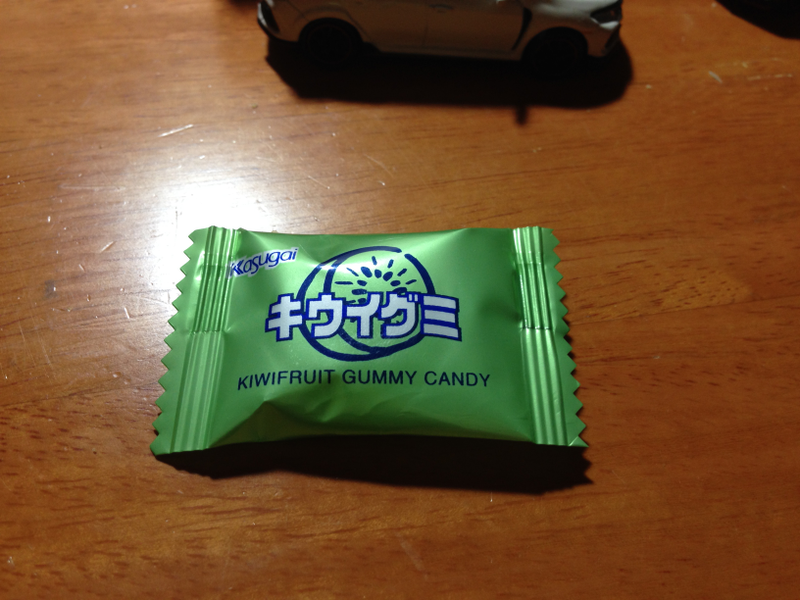 Kasugai
キウイグミ
KIWIFRUIT GUMMY CANDY